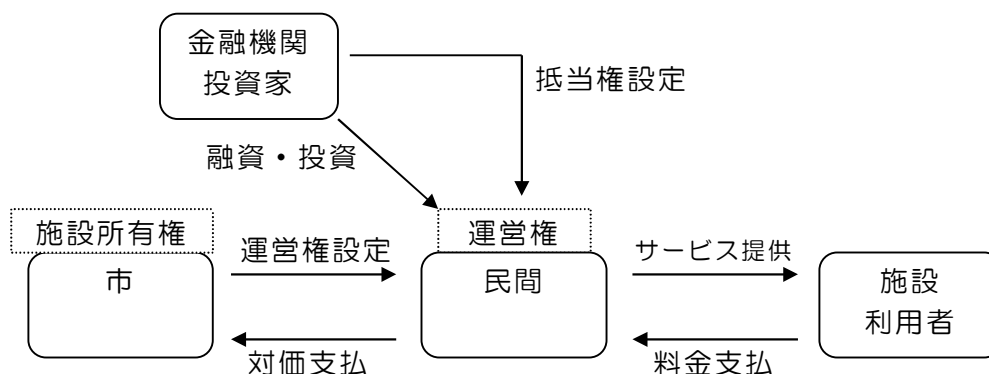 金融機関
投資家
抵当権設定
融資・投資
施設所有権
運営権
市
運営権設定
民間
サービス提供
施設
利用者
対価支払
料金支払